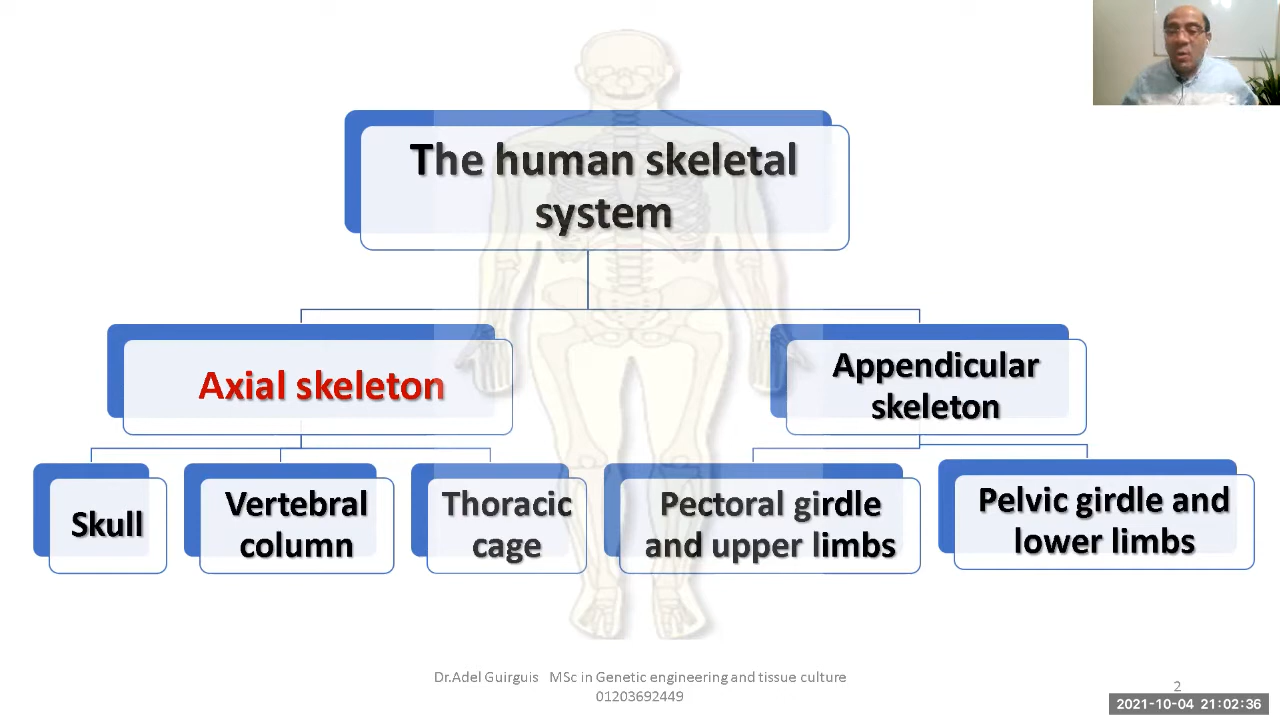 The human skeletal
system
Axial skeleton
Appendicular
skeleton
Skull
Vertebral
column
Thoracic
cage
Pectoral girdle
and upper limbs
Pelvic girdle and
lower limbs
Dr.Adel Guirguis   MSc in Genetic engineering and tissue culture
01203692449
2
2021-10-04 21:02:36